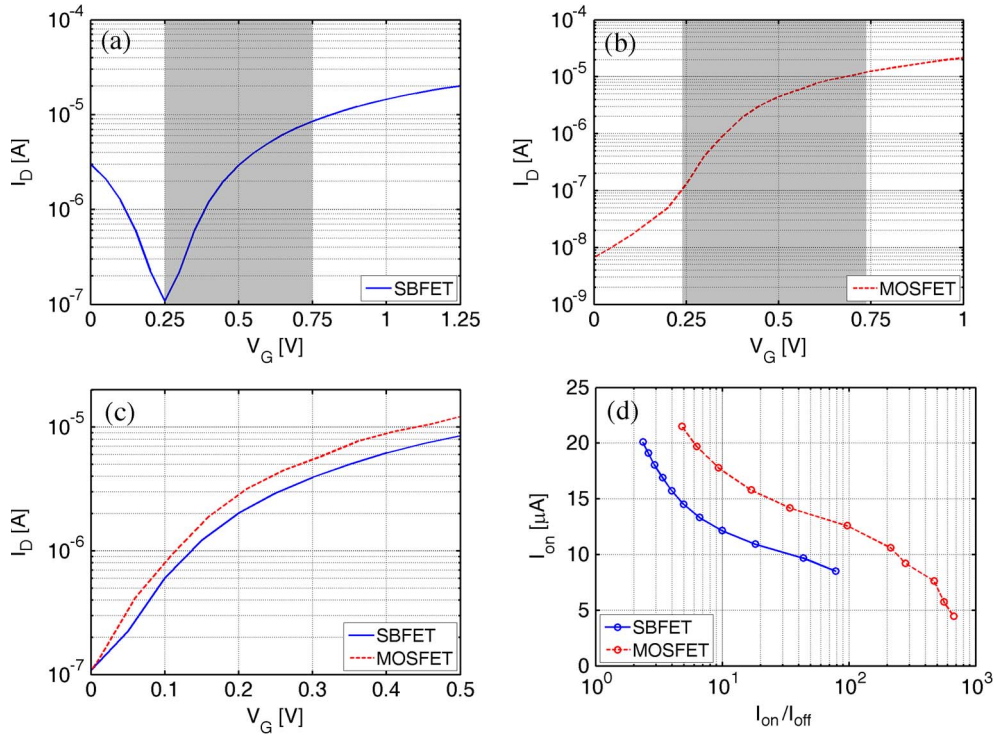 (a)
10^-4
10^-5
10^-6
10^-7
I_D [A]
0 0.25 0.5 0.75 1 1.25
V_G [V]
SBFET
(b)
10^-4
10^-5
10^-6
10^-7
10^-8
10^-9
I_D [A]
0 0.25 0.5 0.75 1
V_G [V]
MOSFET
(c)
10^-5
10^-6
10^-7
I_D [A]
0 0.1 0.2 0.3 0.4 0.5
V_G [V]
SBFET
MOSFET
(d)
25
20
15
10
5
0
I_on [μA]
10^0 10^1 10^2 10^3
I_on/I_off
SBFET
MOSFET